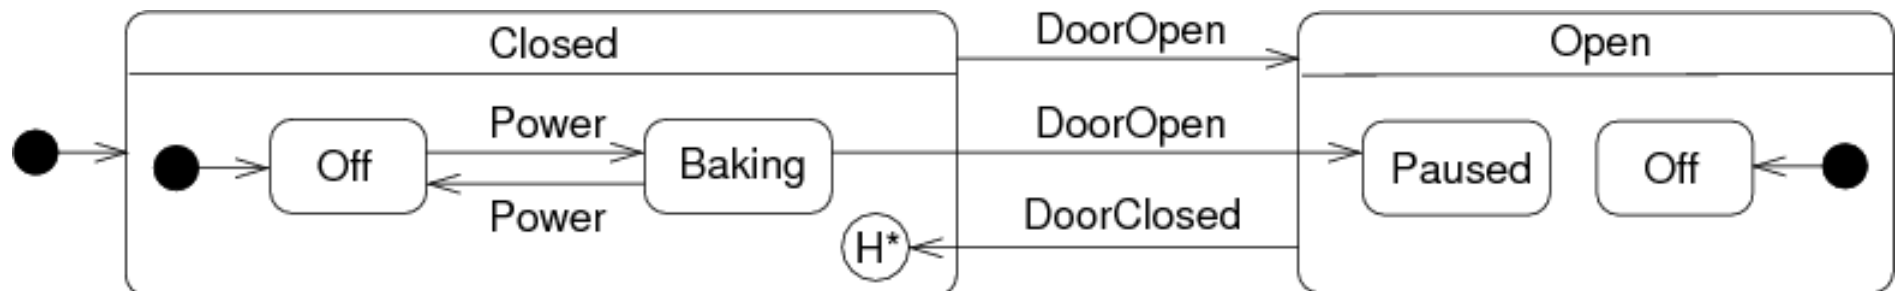 Closed
DoorOpen
Open
Off
Power
Baking
DoorOpen
Paused
Off
Power
DoorClosed
H*